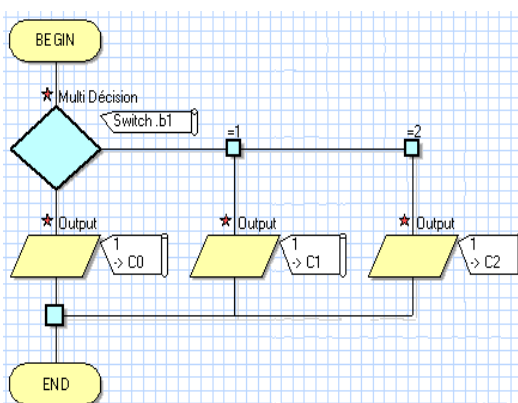 BEGIN
Multi Décision
Switch .b1
=1
=2
Output
1
-> C0
Output
1
-> C1
Output
1
-> C2
END